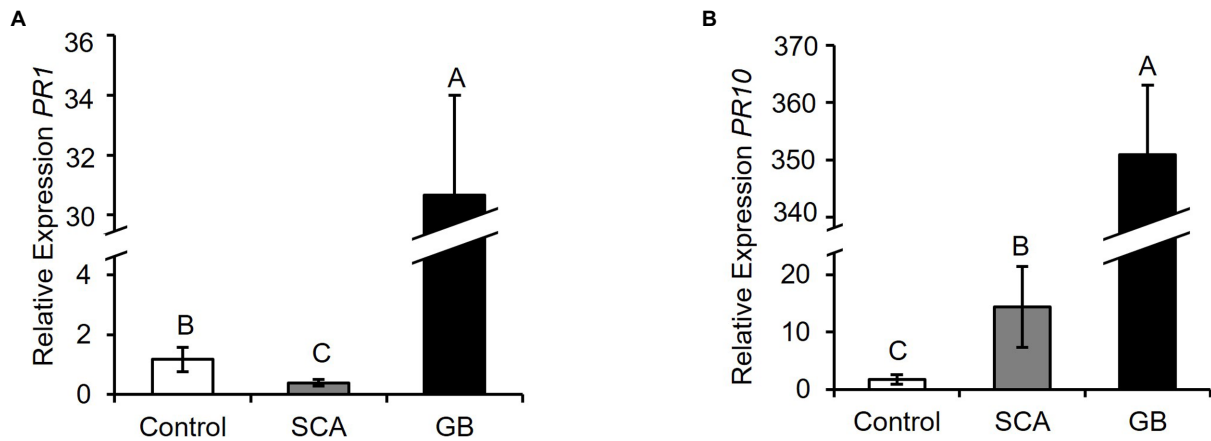 A
Relative Expression PR1
36
34
32
30
4
2
0
B
C
A
Control SCA GB
B
Relative Expression PR10
370
360
350
340
20
10
0
C
B
A
Control SCA GB